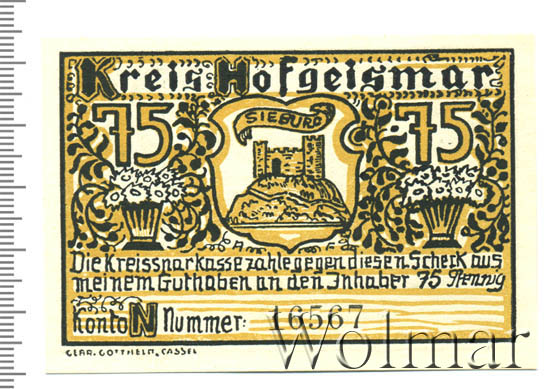 Kreis Hofgeismar
75 SIEBURG 75
A F
Die Kreissparkasse zahle gegen diesen Scheck aus
meinem Guthaben an den Inhaber 75 Pfennig
Konto N Nummer: 16567
CLAR. GOTTHELFT, CASSEL
Wolmar